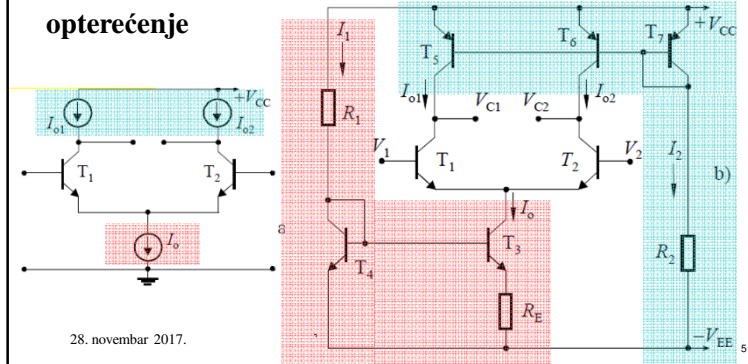 opterećenje
+V_CC
I_o1
I_o2
T_1
T_2
I_o
a
28. novembar 2017.
I_1
R_1
T_5
T_6
T_7
+V_CC
I_o1
V_C1
V_C2
I_o2
V_1
T_1
T_2
V_2
I_2
b)
I_o
T_4
T_3
R_2
R_E
−V_EE
5